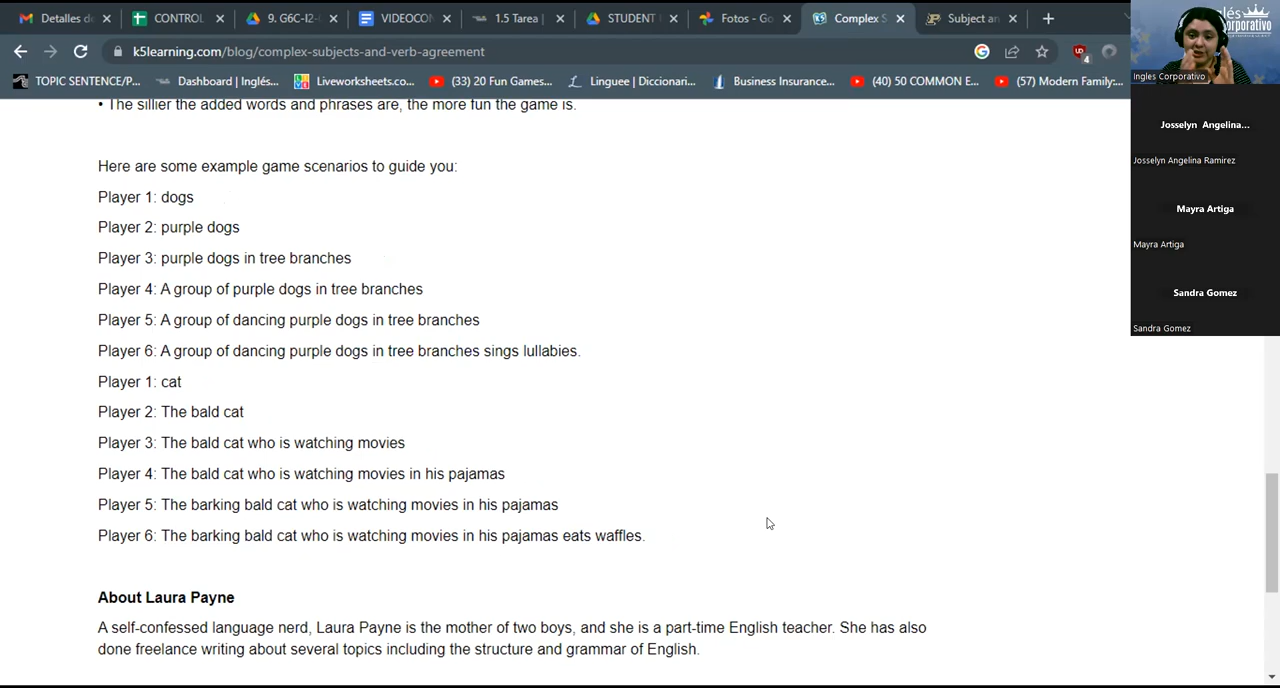 Detalles de
CONTROL
9. G6C-I2-
VIDEOCON
1.5 Tarea |
STUDENT
Fotos - Go
Complex S
Subject an
k5learning.com/blog/complex-subjects-and-verb-agreement
TOPIC SENTENCE/P...
Dashboard | Inglés...
Liveworksheets.co...
(33) 20 Fun Games...
Linguee | Diccionari...
Business Insurance...
(40) 50 COMMON E...
(57) Modern Family:...
4
Corporativo
Ingles Corporativo
Josselyn Angelina...
Josselyn Angelina Ramirez
Mayra Artiga
Mayra Artiga
Sandra Gomez
Sandra Gomez
• The sillier the added words and phrases are, the more fun the game is.
Here are some example game scenarios to guide you:
Player 1: dogs
Player 2: purple dogs
Player 3: purple dogs in tree branches
Player 4: A group of purple dogs in tree branches
Player 5: A group of dancing purple dogs in tree branches
Player 6: A group of dancing purple dogs in tree branches sings lullabies.
Player 1: cat
Player 2: The bald cat
Player 3: The bald cat who is watching movies
Player 4: The bald cat who is watching movies in his pajamas
Player 5: The barking bald cat who is watching movies in his pajamas
Player 6: The barking bald cat who is watching movies in his pajamas eats waffles.
About Laura Payne
A self-confessed language nerd, Laura Payne is the mother of two boys, and she is a part-time English teacher. She has also
done freelance writing about several topics including the structure and grammar of English.